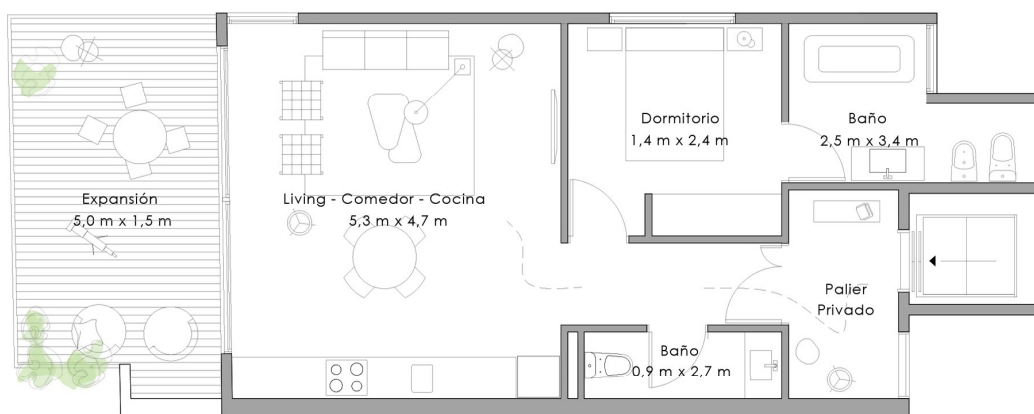 Expansión
5,0 m x 1,5 m
Living - Comedor - Cocina
5,3 m x 4,7 m
Dormitorio
1,4 m x 2,4 m
Baño
2,5 m x 3,4 m
Palier
Privado
Baño
0,9 m x 2,7 m